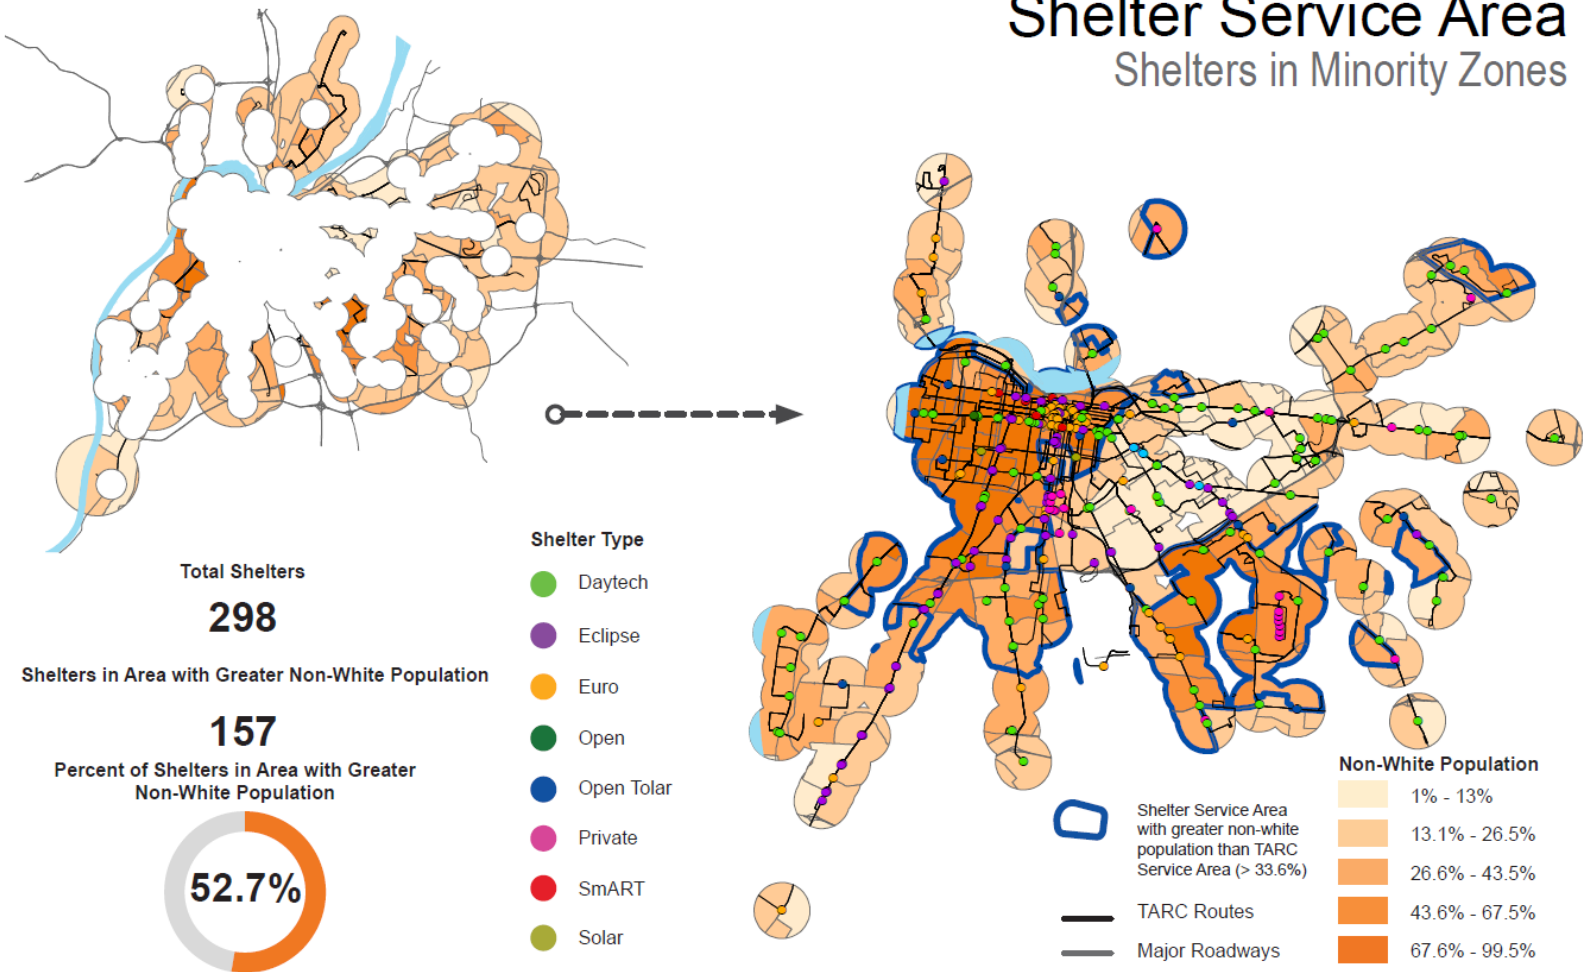 Shelter Service Area
Shelters in Minority Zones
Total Shelters
298
Shelters in Area with Greater Non-White Population
157
Percent of Shelters in Area with Greater
Non-White Population
52.7%
Shelter Type
Daytech
Eclipse
Euro
Open
Open Tolar
Private
SmART
Solar
Shelter Service Area
with greater non-white
population than TARC
Service Area (> 33.6%)
TARC Routes
Major Roadways
Non-White Population
1% - 13%
13.1% - 26.5%
26.6% - 43.5%
43.6% - 67.5%
67.6% - 99.5%